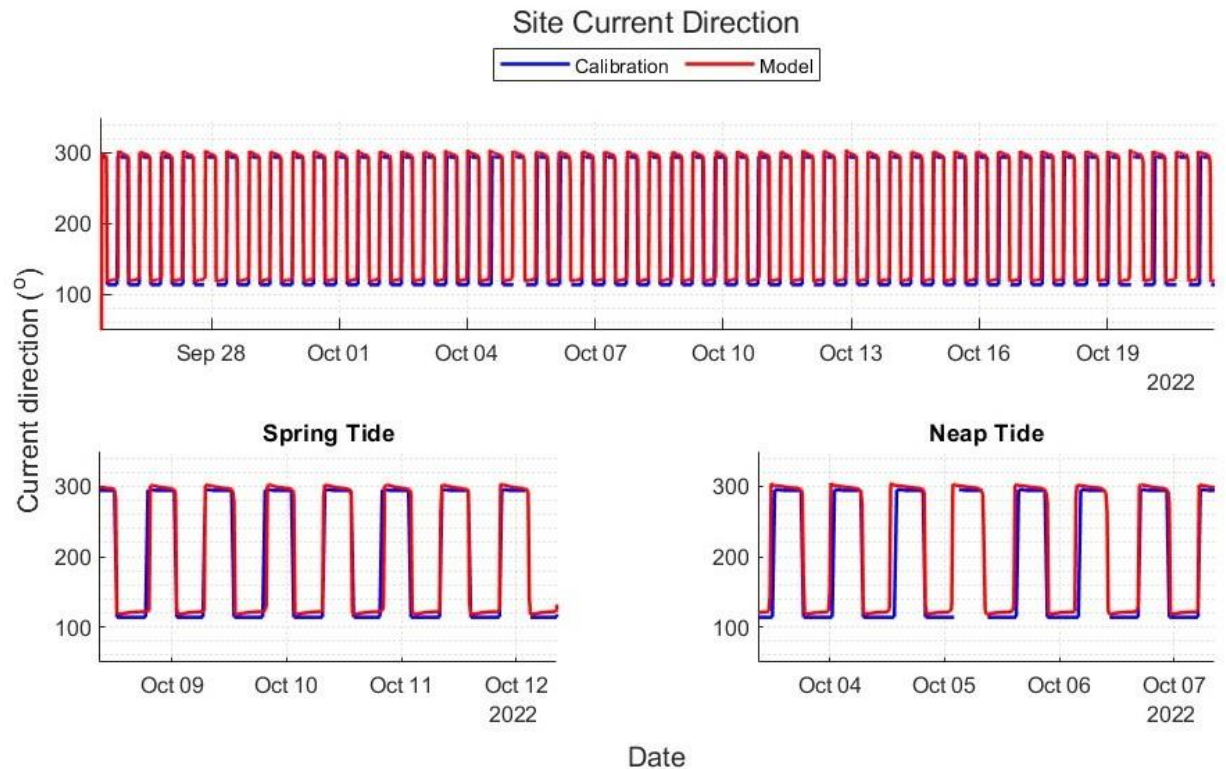 Site Current Direction
Calibration Model
Current direction (°)
300
200
100
Sep 28 Oct 01 Oct 04 Oct 07 Oct 10 Oct 13 Oct 16 Oct 19
2022
Spring Tide
300
200
100
Oct 09 Oct 10 Oct 11 Oct 12
2022
Neap Tide
300
200
100
Oct 04 Oct 05 Oct 06 Oct 07
2022
Date